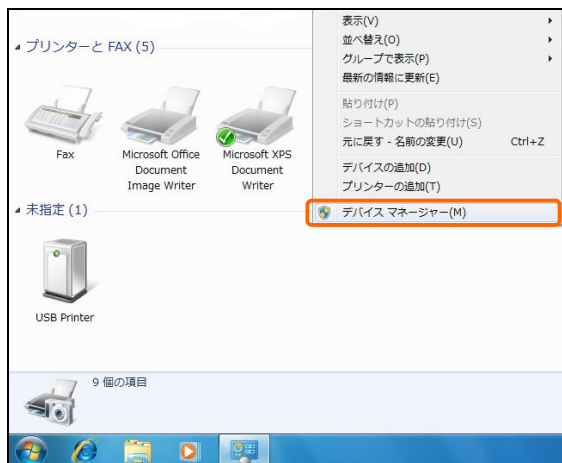 表示(V)
並べ替え(O)
グループで表示(P)
最新の情報に更新(E)
貼り付け(P)
ショートカットの貼り付け(S)
元に戻す - 名前の変更(U) Ctrl+Z
デバイスの追加(D)
プリンターの追加(T)
デバイス マネージャー(M)
プリンターと FAX (5)
Fax
Microsoft Office
Document
Image Writer
Microsoft XPS
Document
Writer
未指定 (1)
USB Printer
9 個の項目